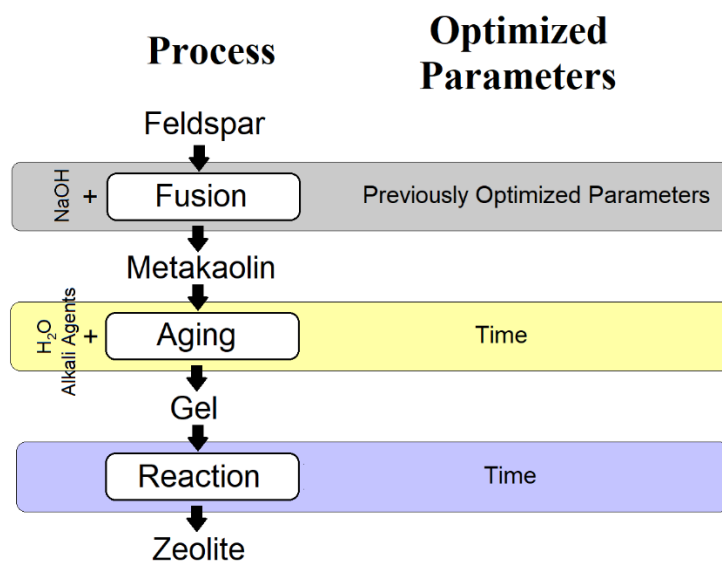 Process
Optimized
Parameters
Feldspar
NaOH
+
Fusion
Previously Optimized Parameters
Metakaolin
H₂O
Alkali Agents
+
Aging
Time
Gel
Reaction
Time
Zeolite